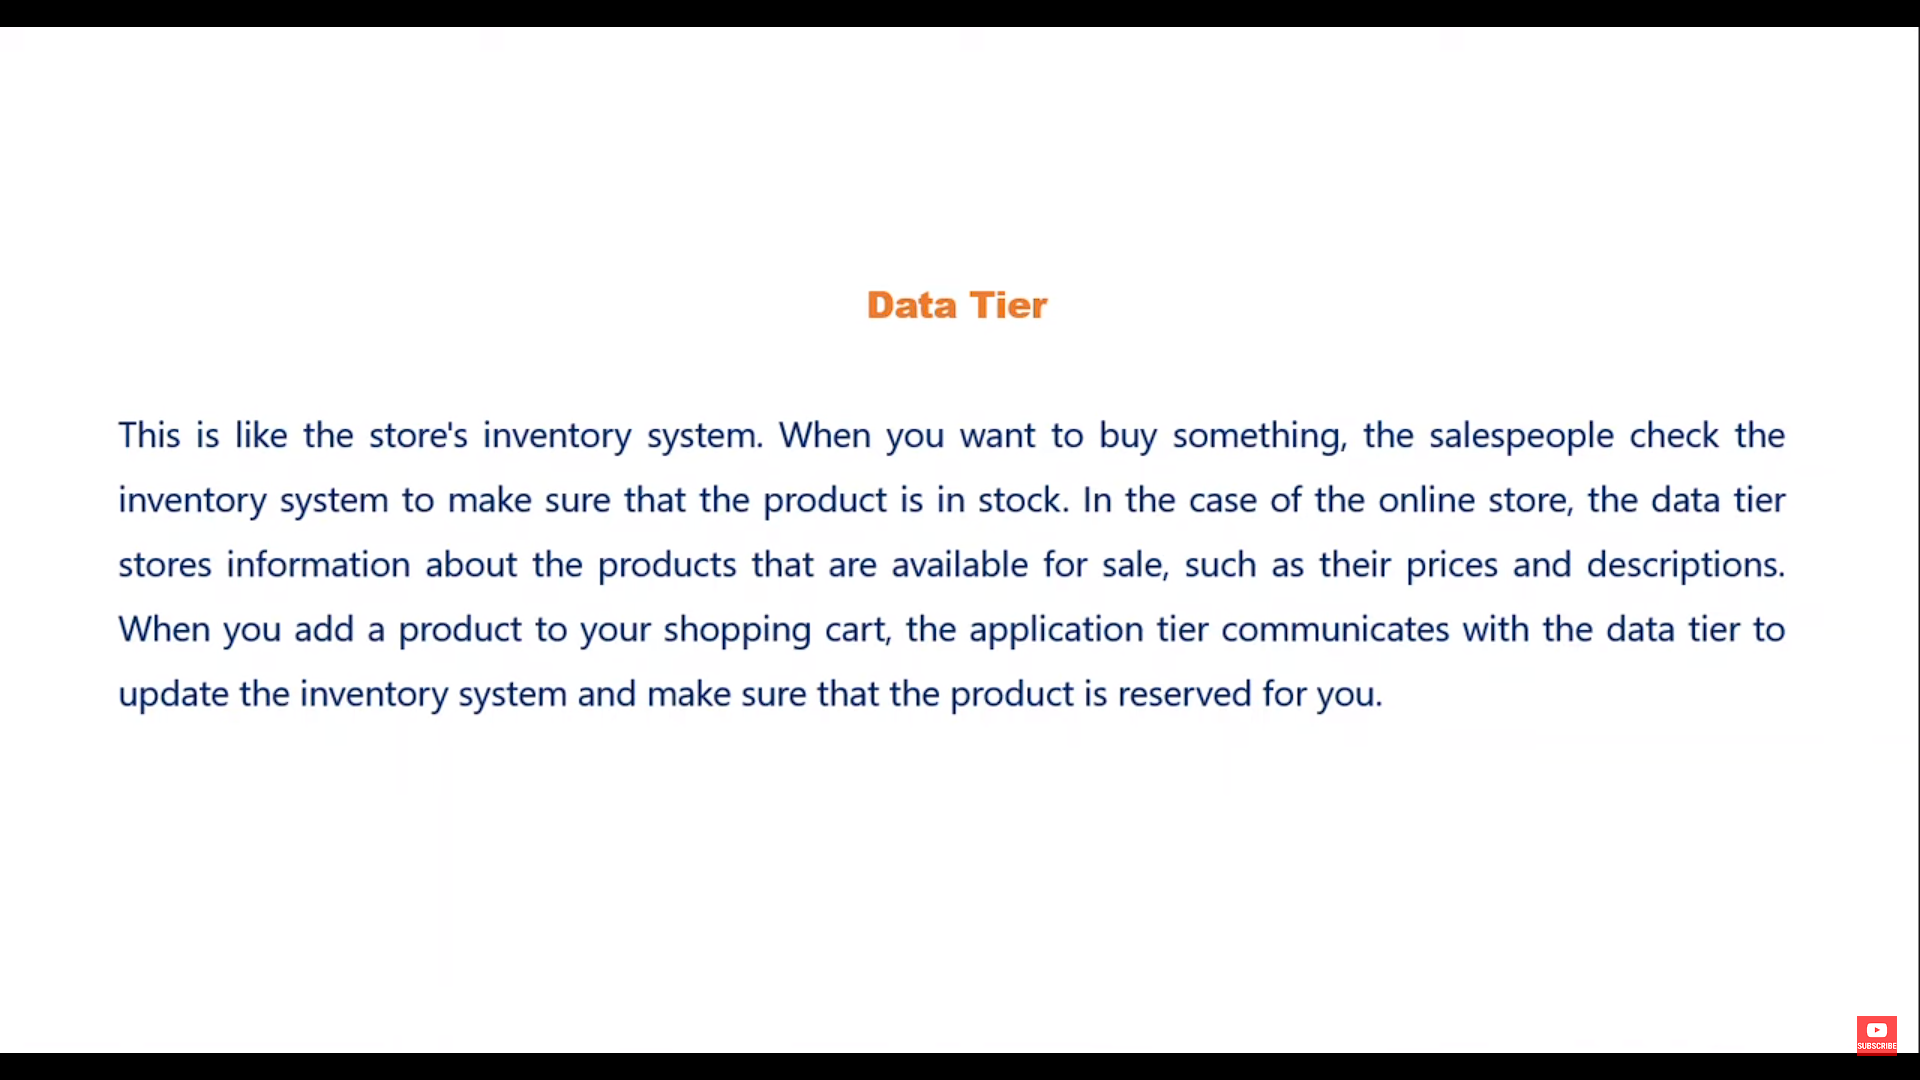 Data Tier
This is like the store's inventory system. When you want to buy something, the salespeople check the
inventory system to make sure that the product is in stock. In the case of the online store, the data tier
stores information about the products that are available for sale, such as their prices and descriptions.
When you add a product to your shopping cart, the application tier communicates with the data tier to
update the inventory system and make sure that the product is reserved for you.
SUBSCRIBE